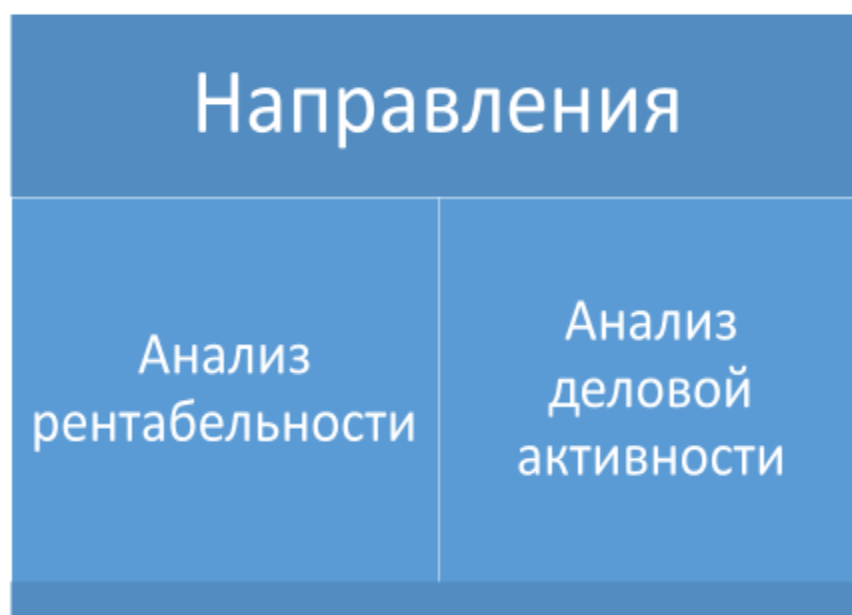 Направления
Анализ
рентабельности
Анализ
деловой
активности